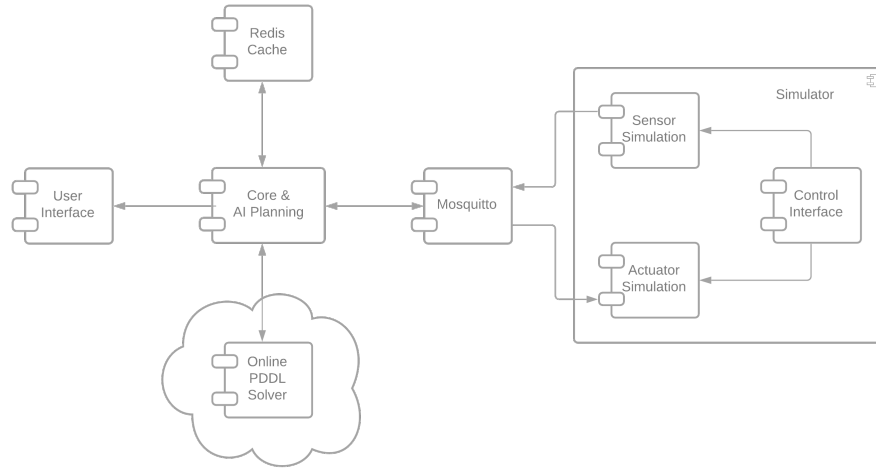 Redis
Cache
Simulator
Sensor
Simulation
User
Interface
Core &
AI Planning
Mosquitto
Control
Interface
Actuator
Simulation
Online
PDDL
Solver